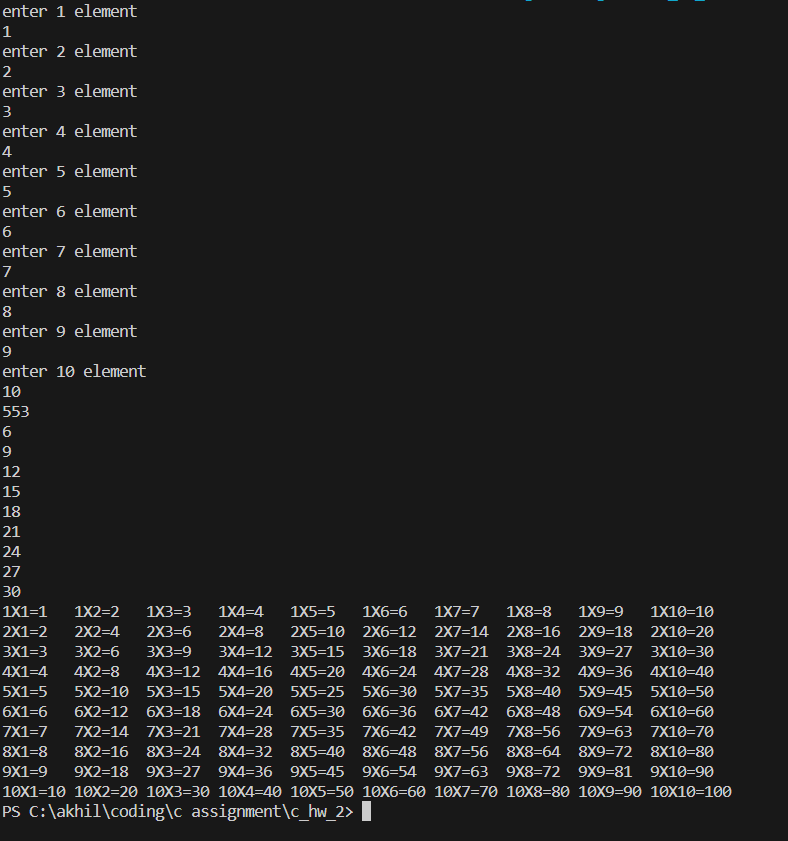 enter 1 element
1
enter 2 element
2
enter 3 element
3
enter 4 element
4
enter 5 element
5
enter 6 element
6
enter 7 element
7
enter 8 element
8
enter 9 element
9
enter 10 element
10
553
6
9
12
15
18
21
24
27
30
1X1=1 1X2=2 1X3=3 1X4=4 1X5=5 1X6=6 1X7=7 1X8=8 1X9=9 1X10=10
2X1=2 2X2=4 2X3=6 2X4=8 2X5=10 2X6=12 2X7=14 2X8=16 2X9=18 2X10=20
3X1=3 3X2=6 3X3=9 3X4=12 3X5=15 3X6=18 3X7=21 3X8=24 3X9=27 3X10=30
4X1=4 4X2=8 4X3=12 4X4=16 4X5=20 4X6=24 4X7=28 4X8=32 4X9=36 4X10=40
5X1=5 5X2=10 5X3=15 5X4=20 5X5=25 5X6=30 5X7=35 5X8=40 5X9=45 5X10=50
6X1=6 6X2=12 6X3=18 6X4=24 6X5=30 6X6=36 6X7=42 6X8=48 6X9=54 6X10=60
7X1=7 7X2=14 7X3=21 7X4=28 7X5=35 7X6=42 7X7=49 7X8=56 7X9=63 7X10=70
8X1=8 8X2=16 8X3=24 8X4=32 8X5=40 8X6=48 8X7=56 8X8=64 8X9=72 8X10=80
9X1=9 9X2=18 9X3=27 9X4=36 9X5=45 9X6=54 9X7=63 9X8=72 9X9=81 9X10=90
10X1=10 10X2=20 10X3=30 10X4=40 10X5=50 10X6=60 10X7=70 10X8=80 10X9=90 10X10=100
PS C:\akhil\coding\c assignment\c_hw_2>